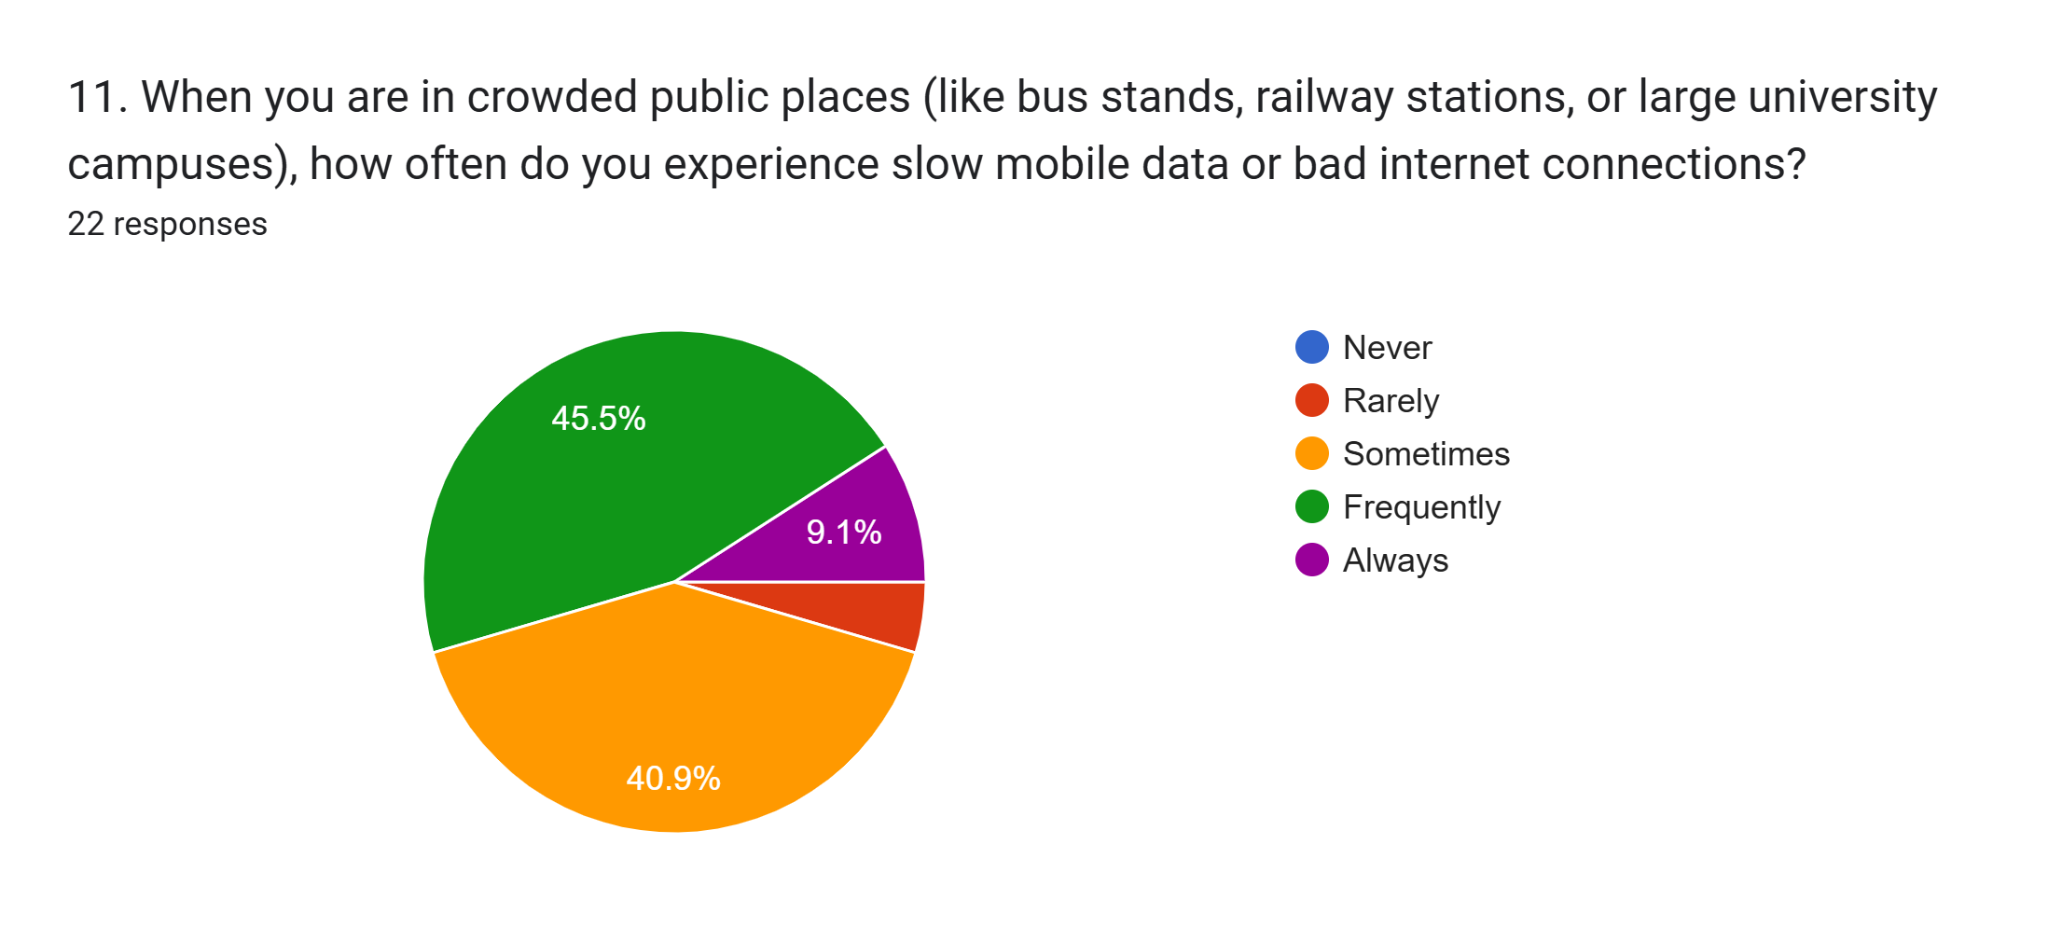 11. When you are in crowded public places (like bus stands, railway stations, or large university
campuses), how often do you experience slow mobile data or bad internet connections?
22 responses
45.5%
9.1%
40.9%
Never
Rarely
Sometimes
Frequently
Always